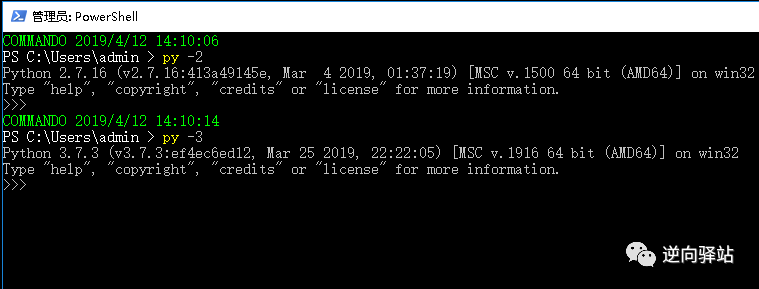 管理员: PowerShell
COMMANDO 2019/4/12 14:10:06
PS C:\Users\admin > py -2
Python 2.7.16 (v2.7.16:413a49145e, Mar  4 2019, 01:37:19) [MSC v.1500 64 bit (AMD64)] on win32
Type "help", "copyright", "credits" or "license" for more information.
>>>
COMMANDO 2019/4/12 14:10:14
PS C:\Users\admin > py -3
Python 3.7.3 (v3.7.3:ef4ec6ed12, Mar 25 2019, 22:22:05) [MSC v.1916 64 bit (AMD64)] on win32
Type "help", "copyright", "credits" or "license" for more information.
>>>
逆向驿站